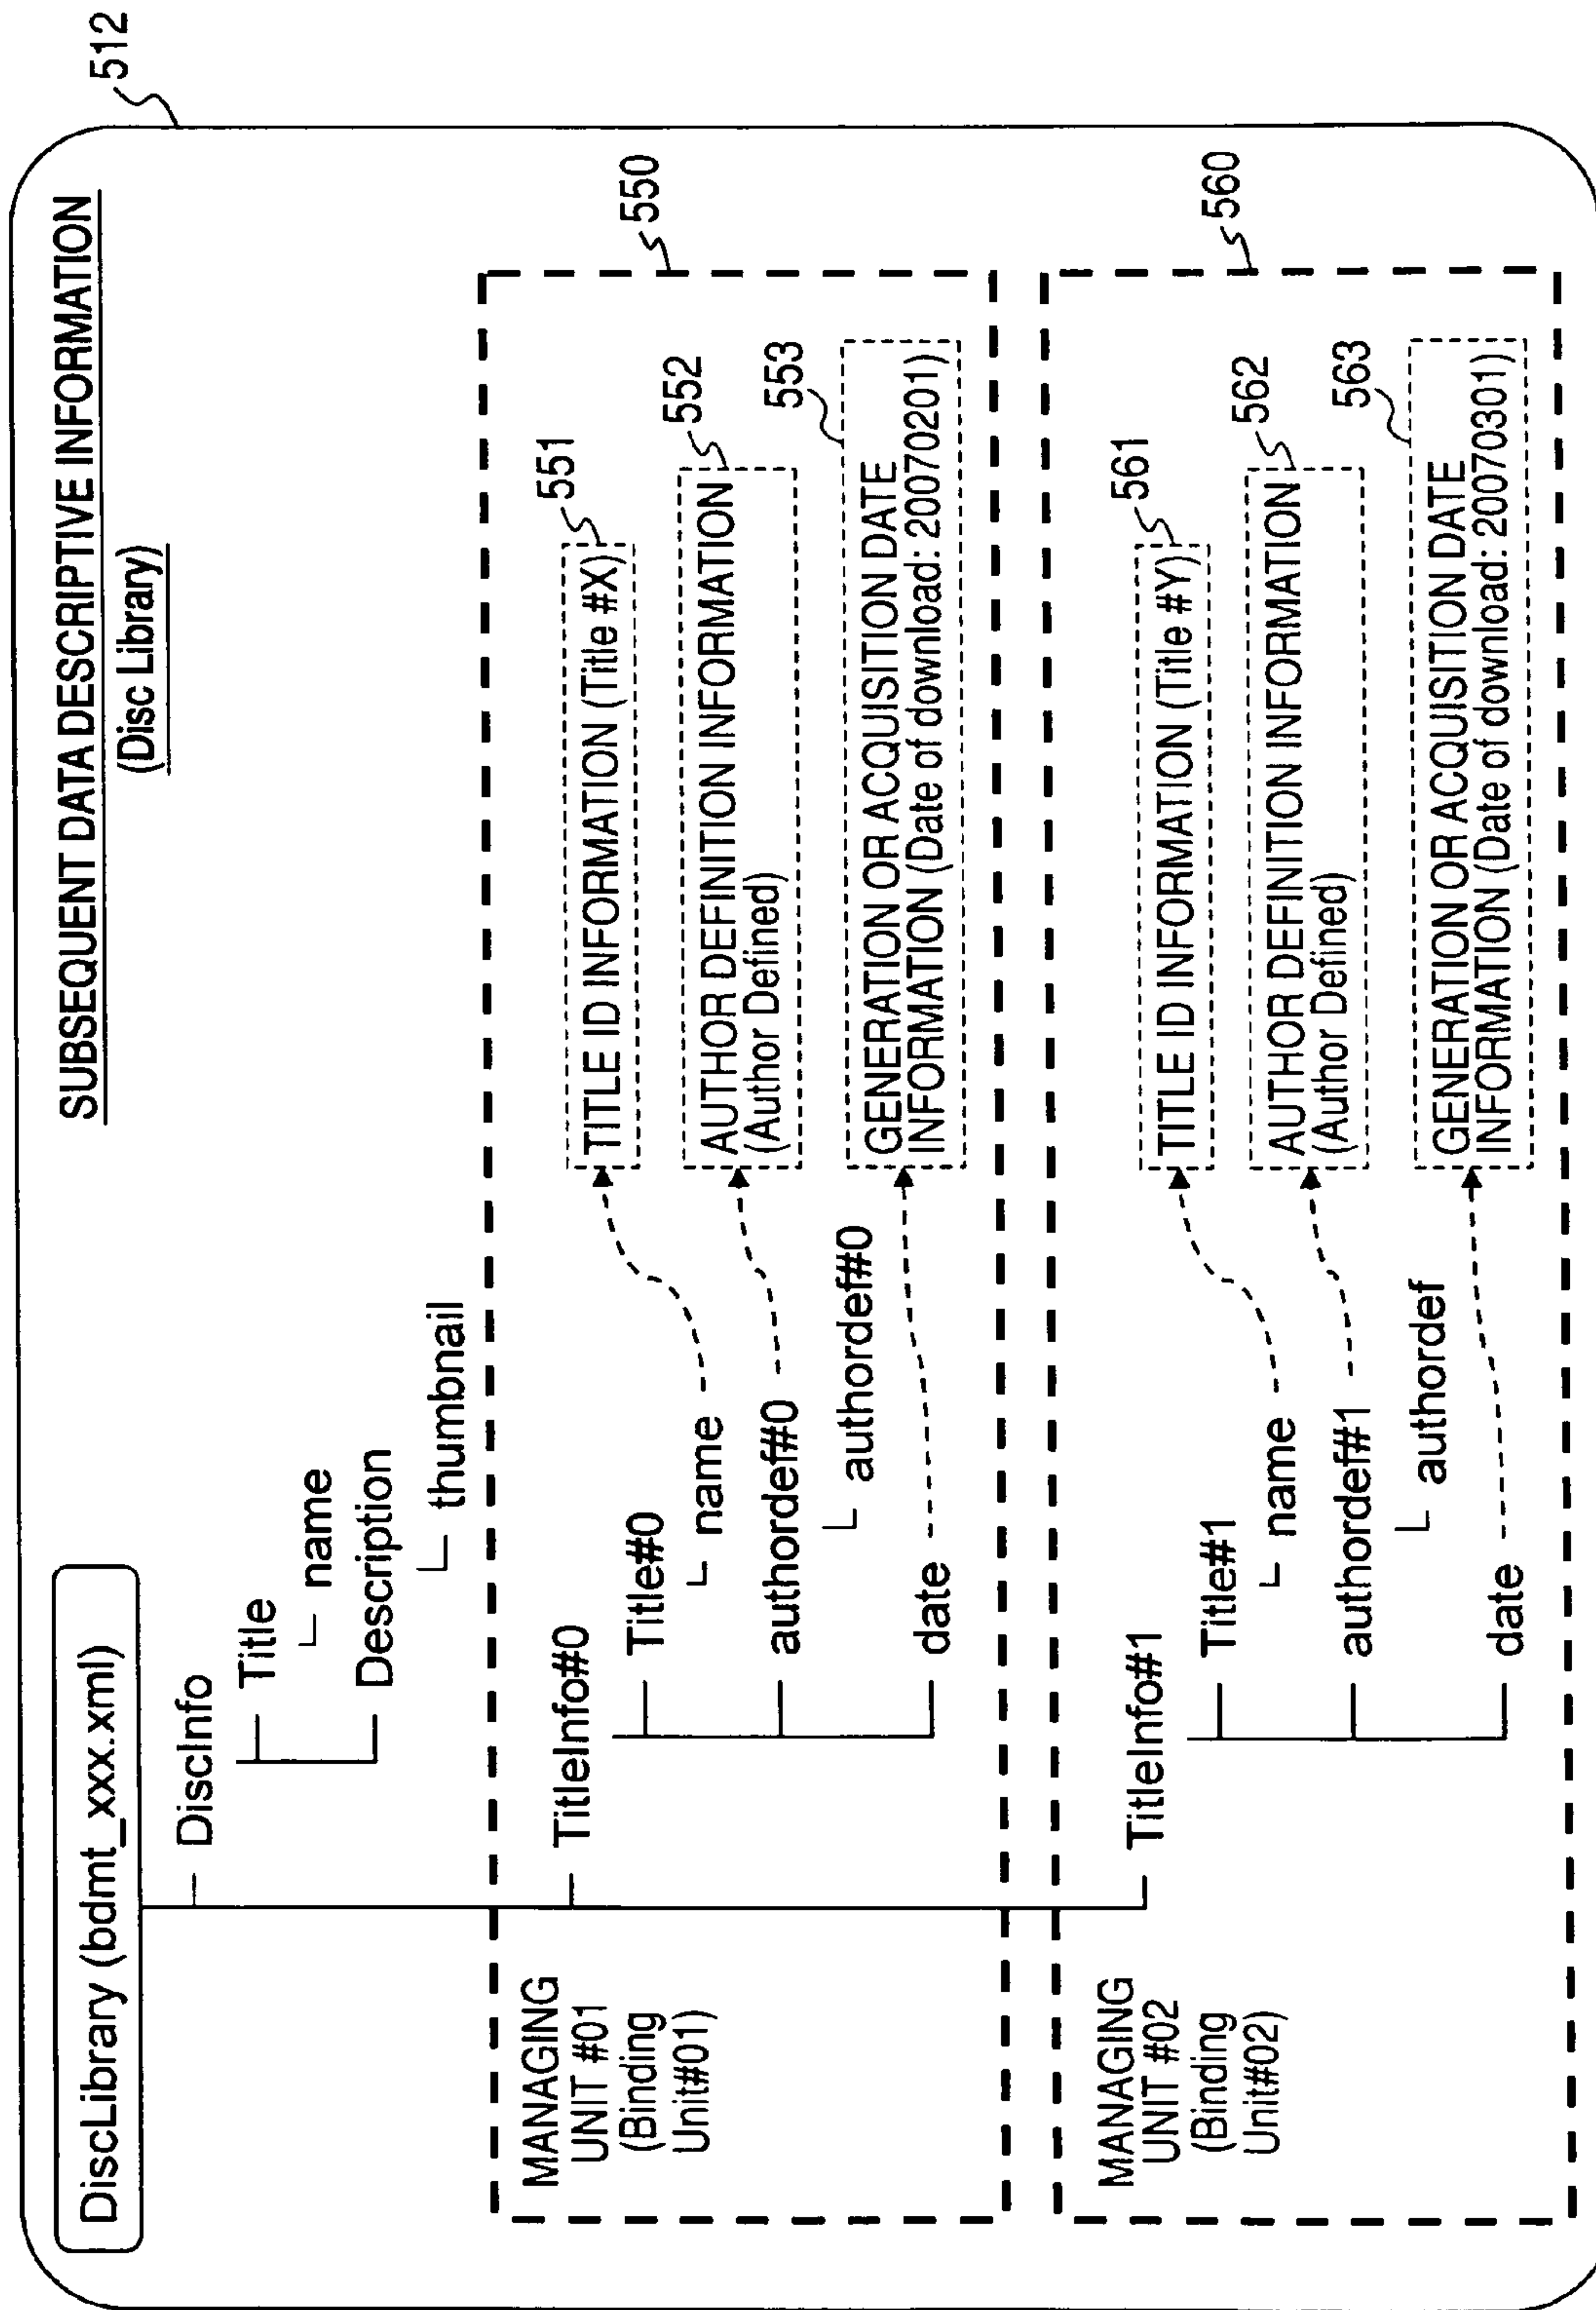 512
SUBSEQUENT DATA DESCRIPTIVE INFORMATION
(Disc Library)
DiscLibrary (bdmt_xxx.xml)
DiscInfo
Title
name
Description
thumbnail
550
MANAGING
UNIT #01
(Binding
Unit#01)
TitleInfo#0
Title#0
name
authordef#0
authordef#0
date
551
TITLE ID INFORMATION (Title #X)
552
AUTHOR DEFINITION INFORMATION
(Author Defined)
553
GENERATION OR ACQUISITION DATE
INFORMATION (Date of download: 20070201)
560
MANAGING
UNIT #02
(Binding
Unit#02)
TitleInfo#1
Title#1
name
authordef#1
authordef
date
561
TITLE ID INFORMATION (Title #Y)
562
AUTHOR DEFINITION INFORMATION
(Author Defined)
563
GENERATION OR ACQUISITION DATE
INFORMATION (Date of download: 20070301)